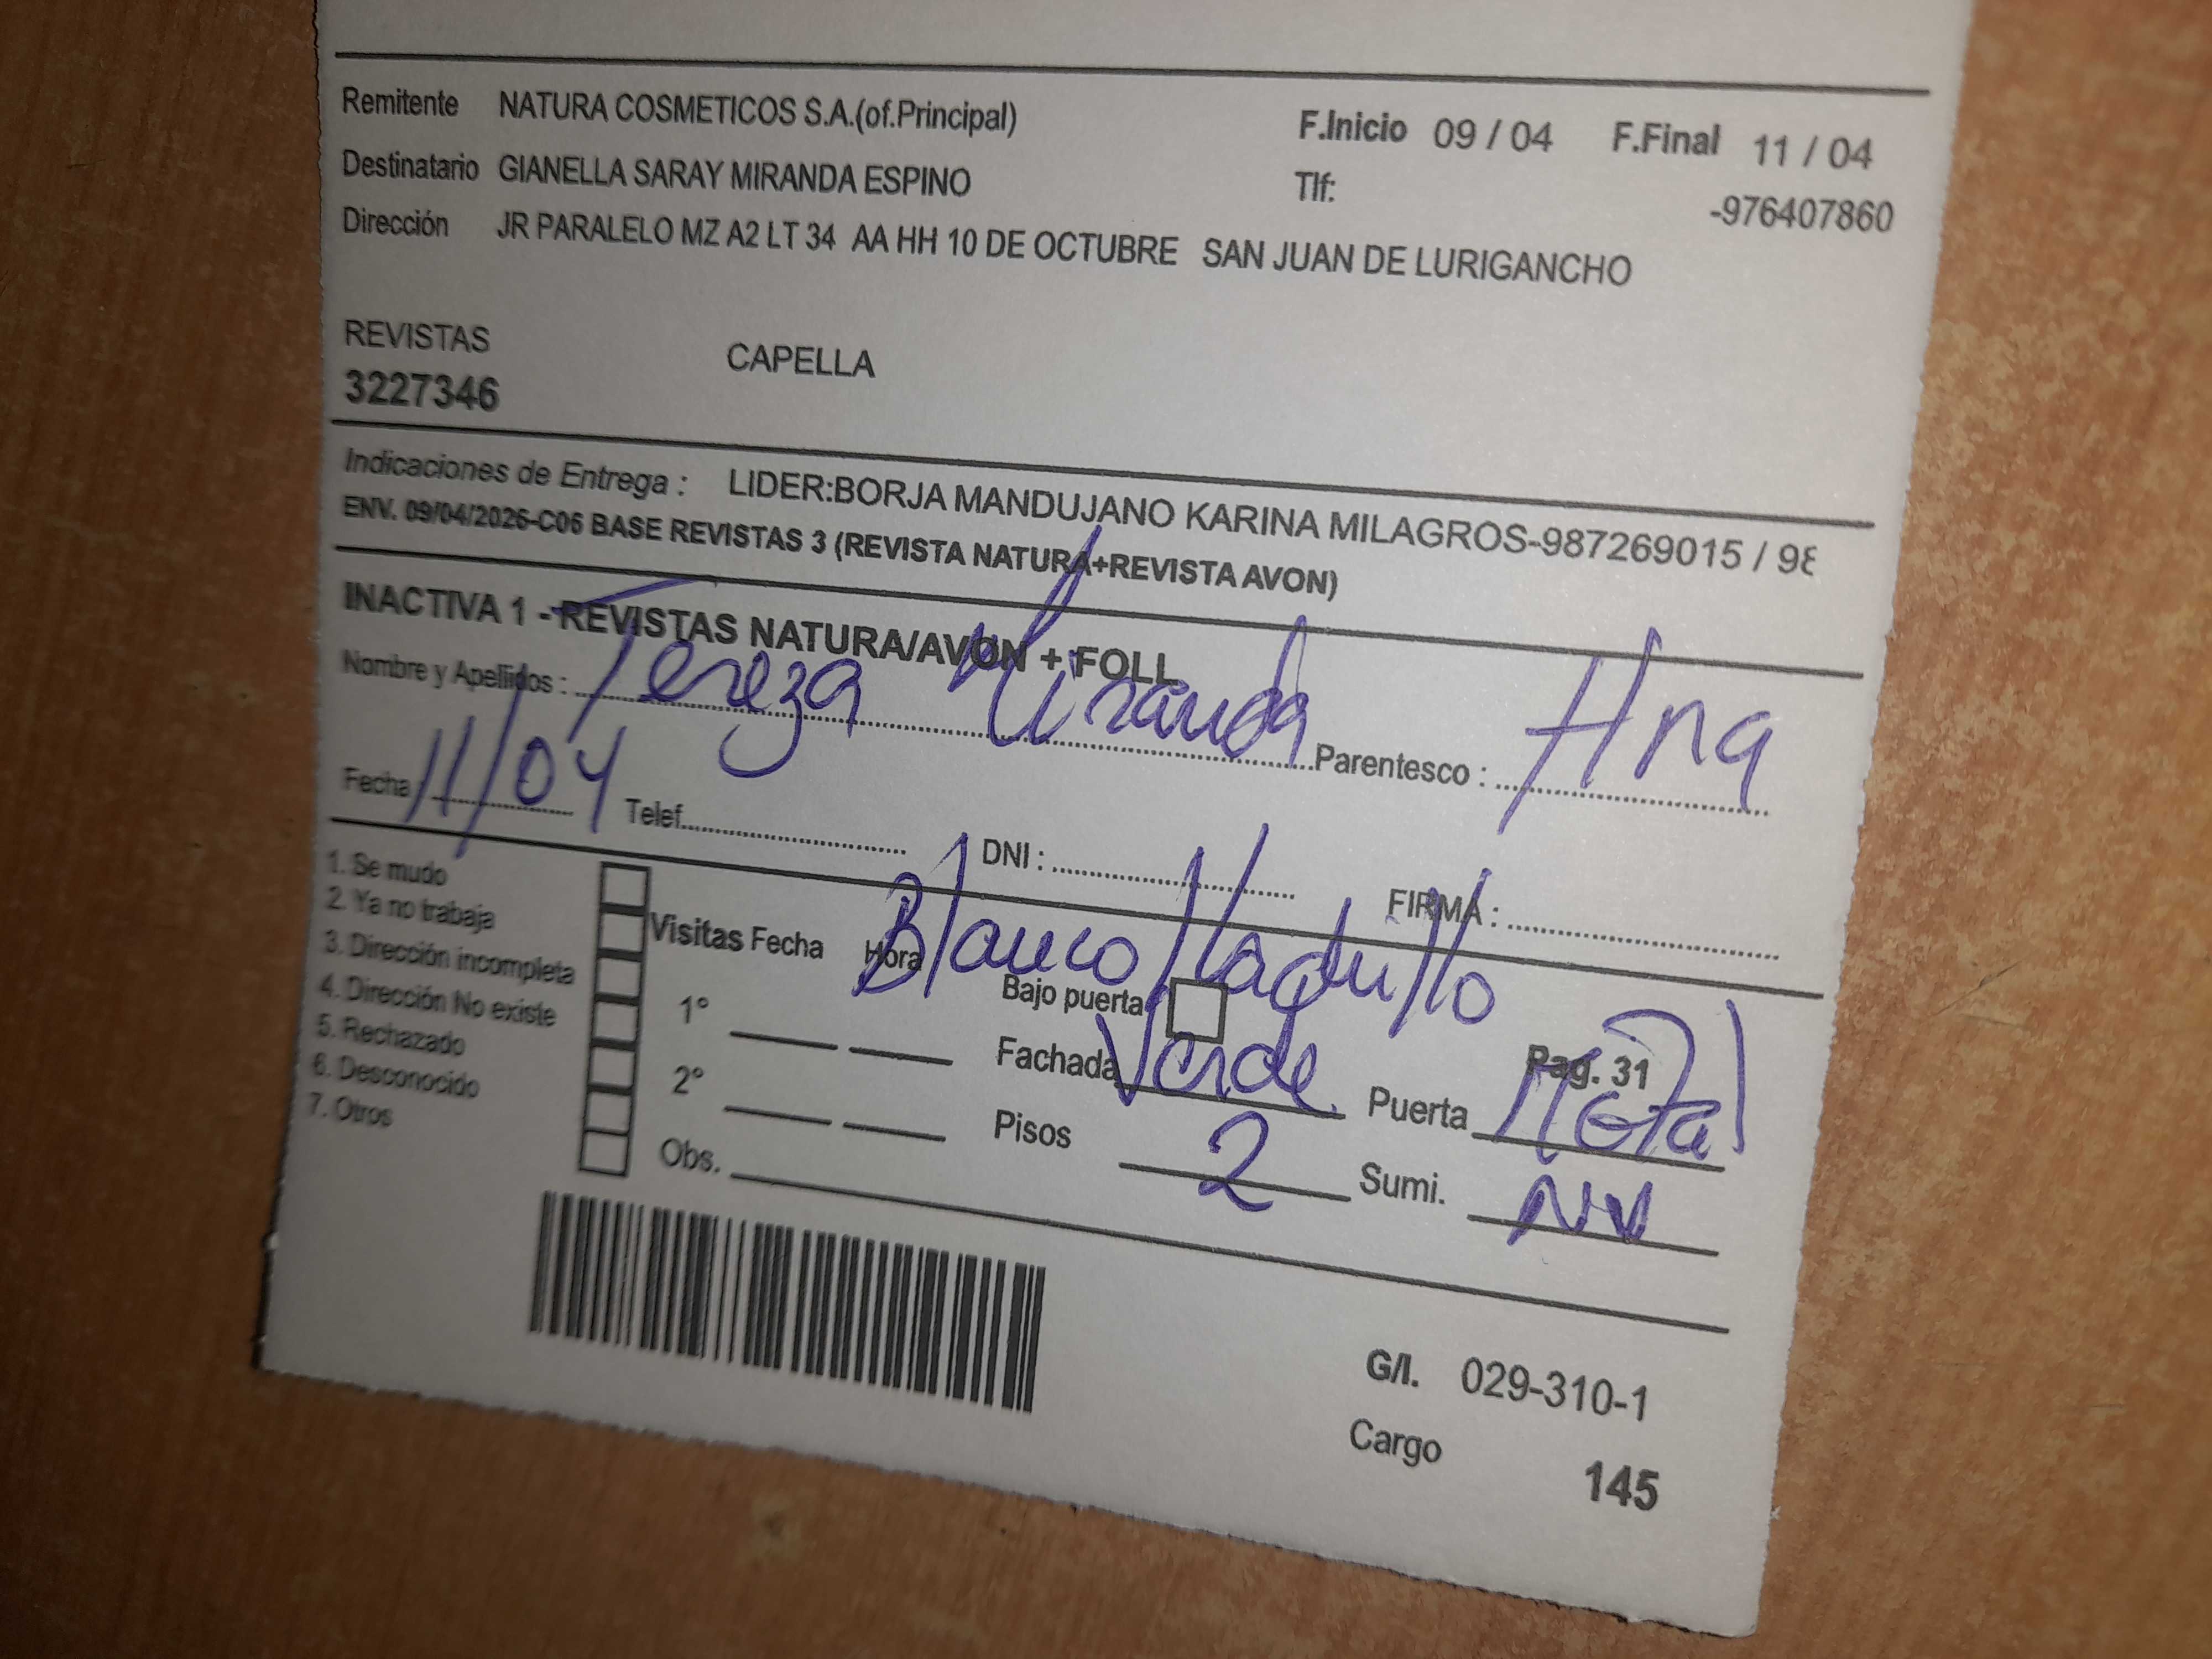 Remitente NATURA COSMETICOS S.A.(of.Principal) F.Inicio 09 / 04 F.Final 11 / 04
Destinatario GIANELLA SARAY MIRANDA ESPINO Tlf: -976407860
Dirección JR PARALELO MZ A2 LT 34 AA HH 10 DE OCTUBRE SAN JUAN DE LURIGANCHO
REVISTAS CAPELLA
3227346
Indicaciones de Entrega : LIDER:BORJA MANDUJANO KARINA MILAGROS-987269015 / 98
ENV. 09/04/2026-C06 BASE REVISTAS 3 (REVISTA NATURA+REVISTA AVON)
INACTIVA 1 - REVISTAS NATURA/AVON + FOLL
Nombre y Apellidos : Tereza Miranda Parentesco : Hna
Fecha 11/04 Telef. DNI : FIRMA :
1. Se mudo
2. Ya no trabaja
3. Dirección incompleta
4. Dirección No existe
5. Rechazado
6. Desconocido
7. Otros
Visitas Fecha Hora
1°
2°
Obs.
Blanco / Ladrillo
Bajo puerta
Pag. 31
Fachada Verde Puerta Metal
Pisos 2 Sumi. NV
G/I. 029-310-1
Cargo 145